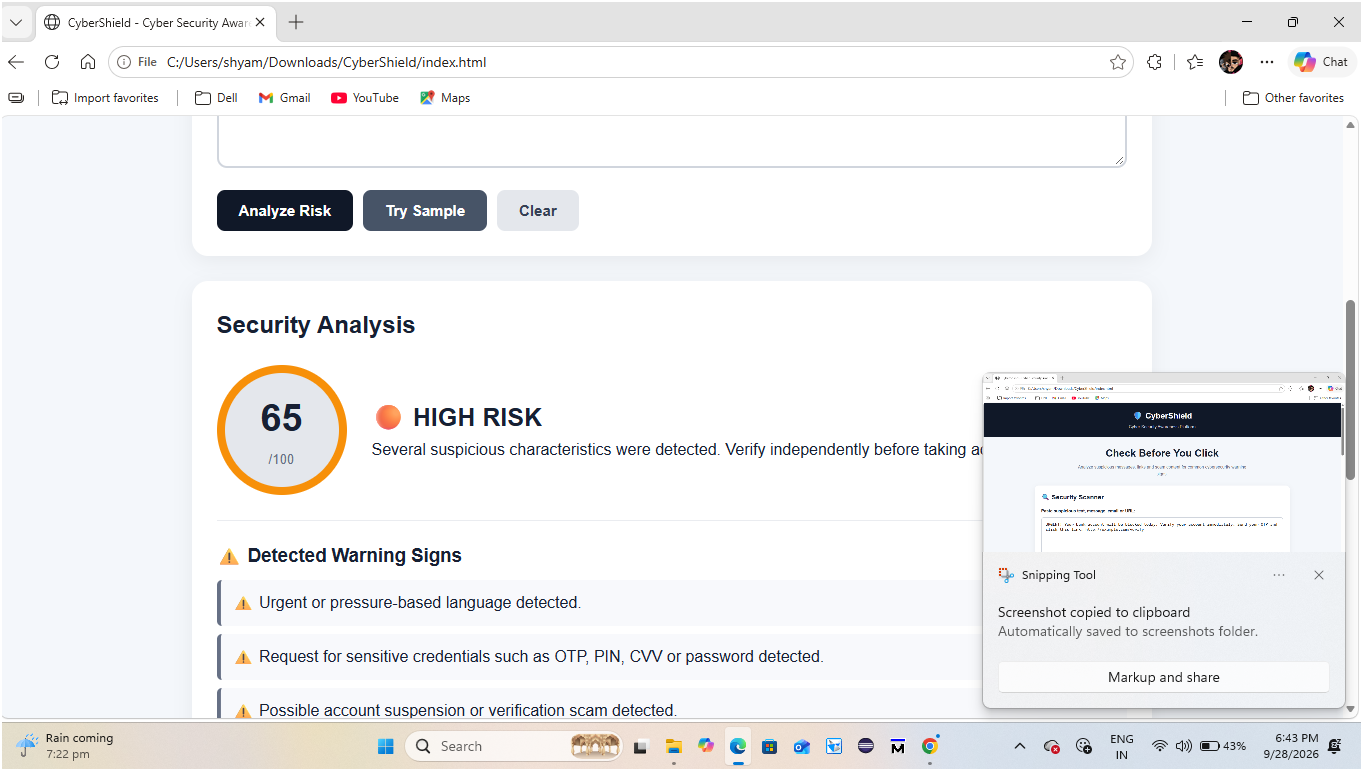 CyberShield - Cyber Security Awar
File C:/Users/shyam/Downloads/CyberShield/index.html
Chat
Import favorites
Dell
Gmail
YouTube
Maps
Other favorites
Analyze Risk
Try Sample
Clear
Security Analysis
65
/100
HIGH RISK
Several suspicious characteristics were detected. Verify independently before taking
Detected Warning Signs
Urgent or pressure-based language detected.
Request for sensitive credentials such as OTP, PIN, CVV or password detected.
Possible account suspension or verification scam detected.
CyberShield
Cyber Security Awareness Platform
Check Before You Click
Security Scanner
Snipping Tool
Screenshot copied to clipboard
Automatically saved to screenshots folder.
Markup and share
Rain coming
7:22 pm
Search
ENG
IN
43%
6:43 PM
9/28/2026